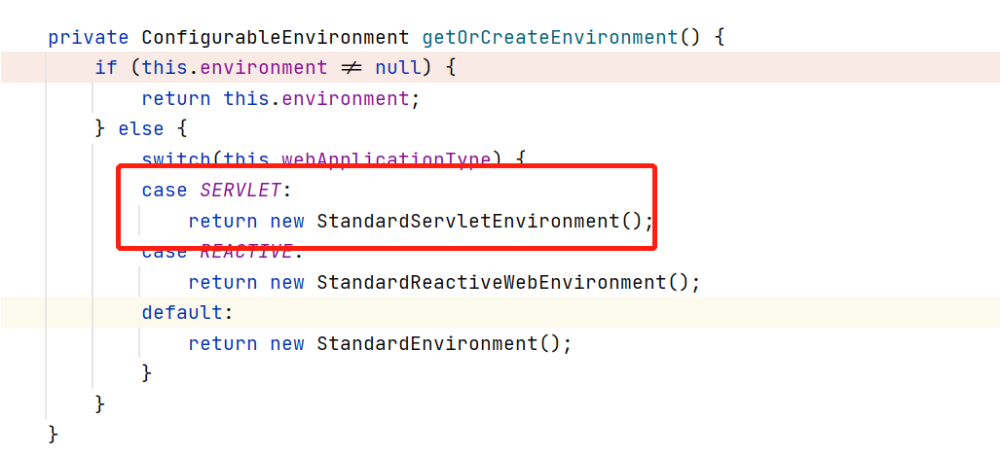 private ConfigurableEnvironment getOrCreateEnvironment() {
if (this.environment != null) {
return this.environment;
} else {
switch(this.webApplicationType) {
case SERVLET:
return new StandardServletEnvironment();
case REACTIVE:
return new StandardReactiveWebEnvironment();
default:
return new StandardEnvironment();
}
}
}